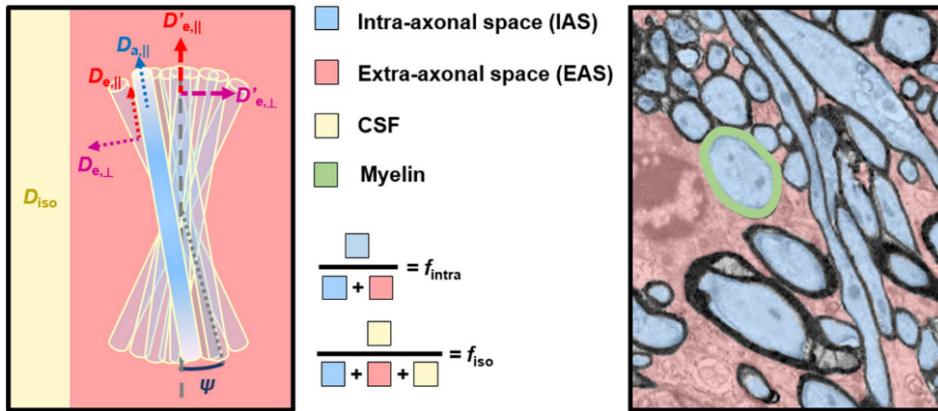 D'e,||
Da,||
De,||
D'e,⊥
De,⊥
Diso
ψ
Intra-axonal space (IAS)
Extra-axonal space (EAS)
CSF
Myelin
+
= fintra
+ +
= fiso